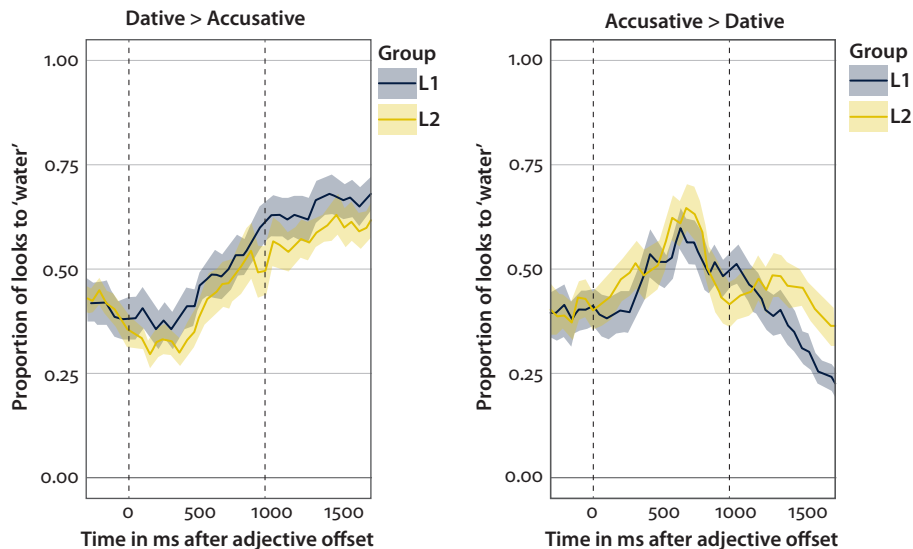 Dative > Accusative
Proportion of looks to 'water'
1.00
0.75
0.50
0.25
0.00
0
500
1000
1500
Time in ms after adjective offset
Group
L1
L2
Accusative > Dative
Proportion of looks to 'water'
1.00
0.75
0.50
0.25
0.00
0
500
1000
1500
Time in ms after adjective offset
Group
L1
L2